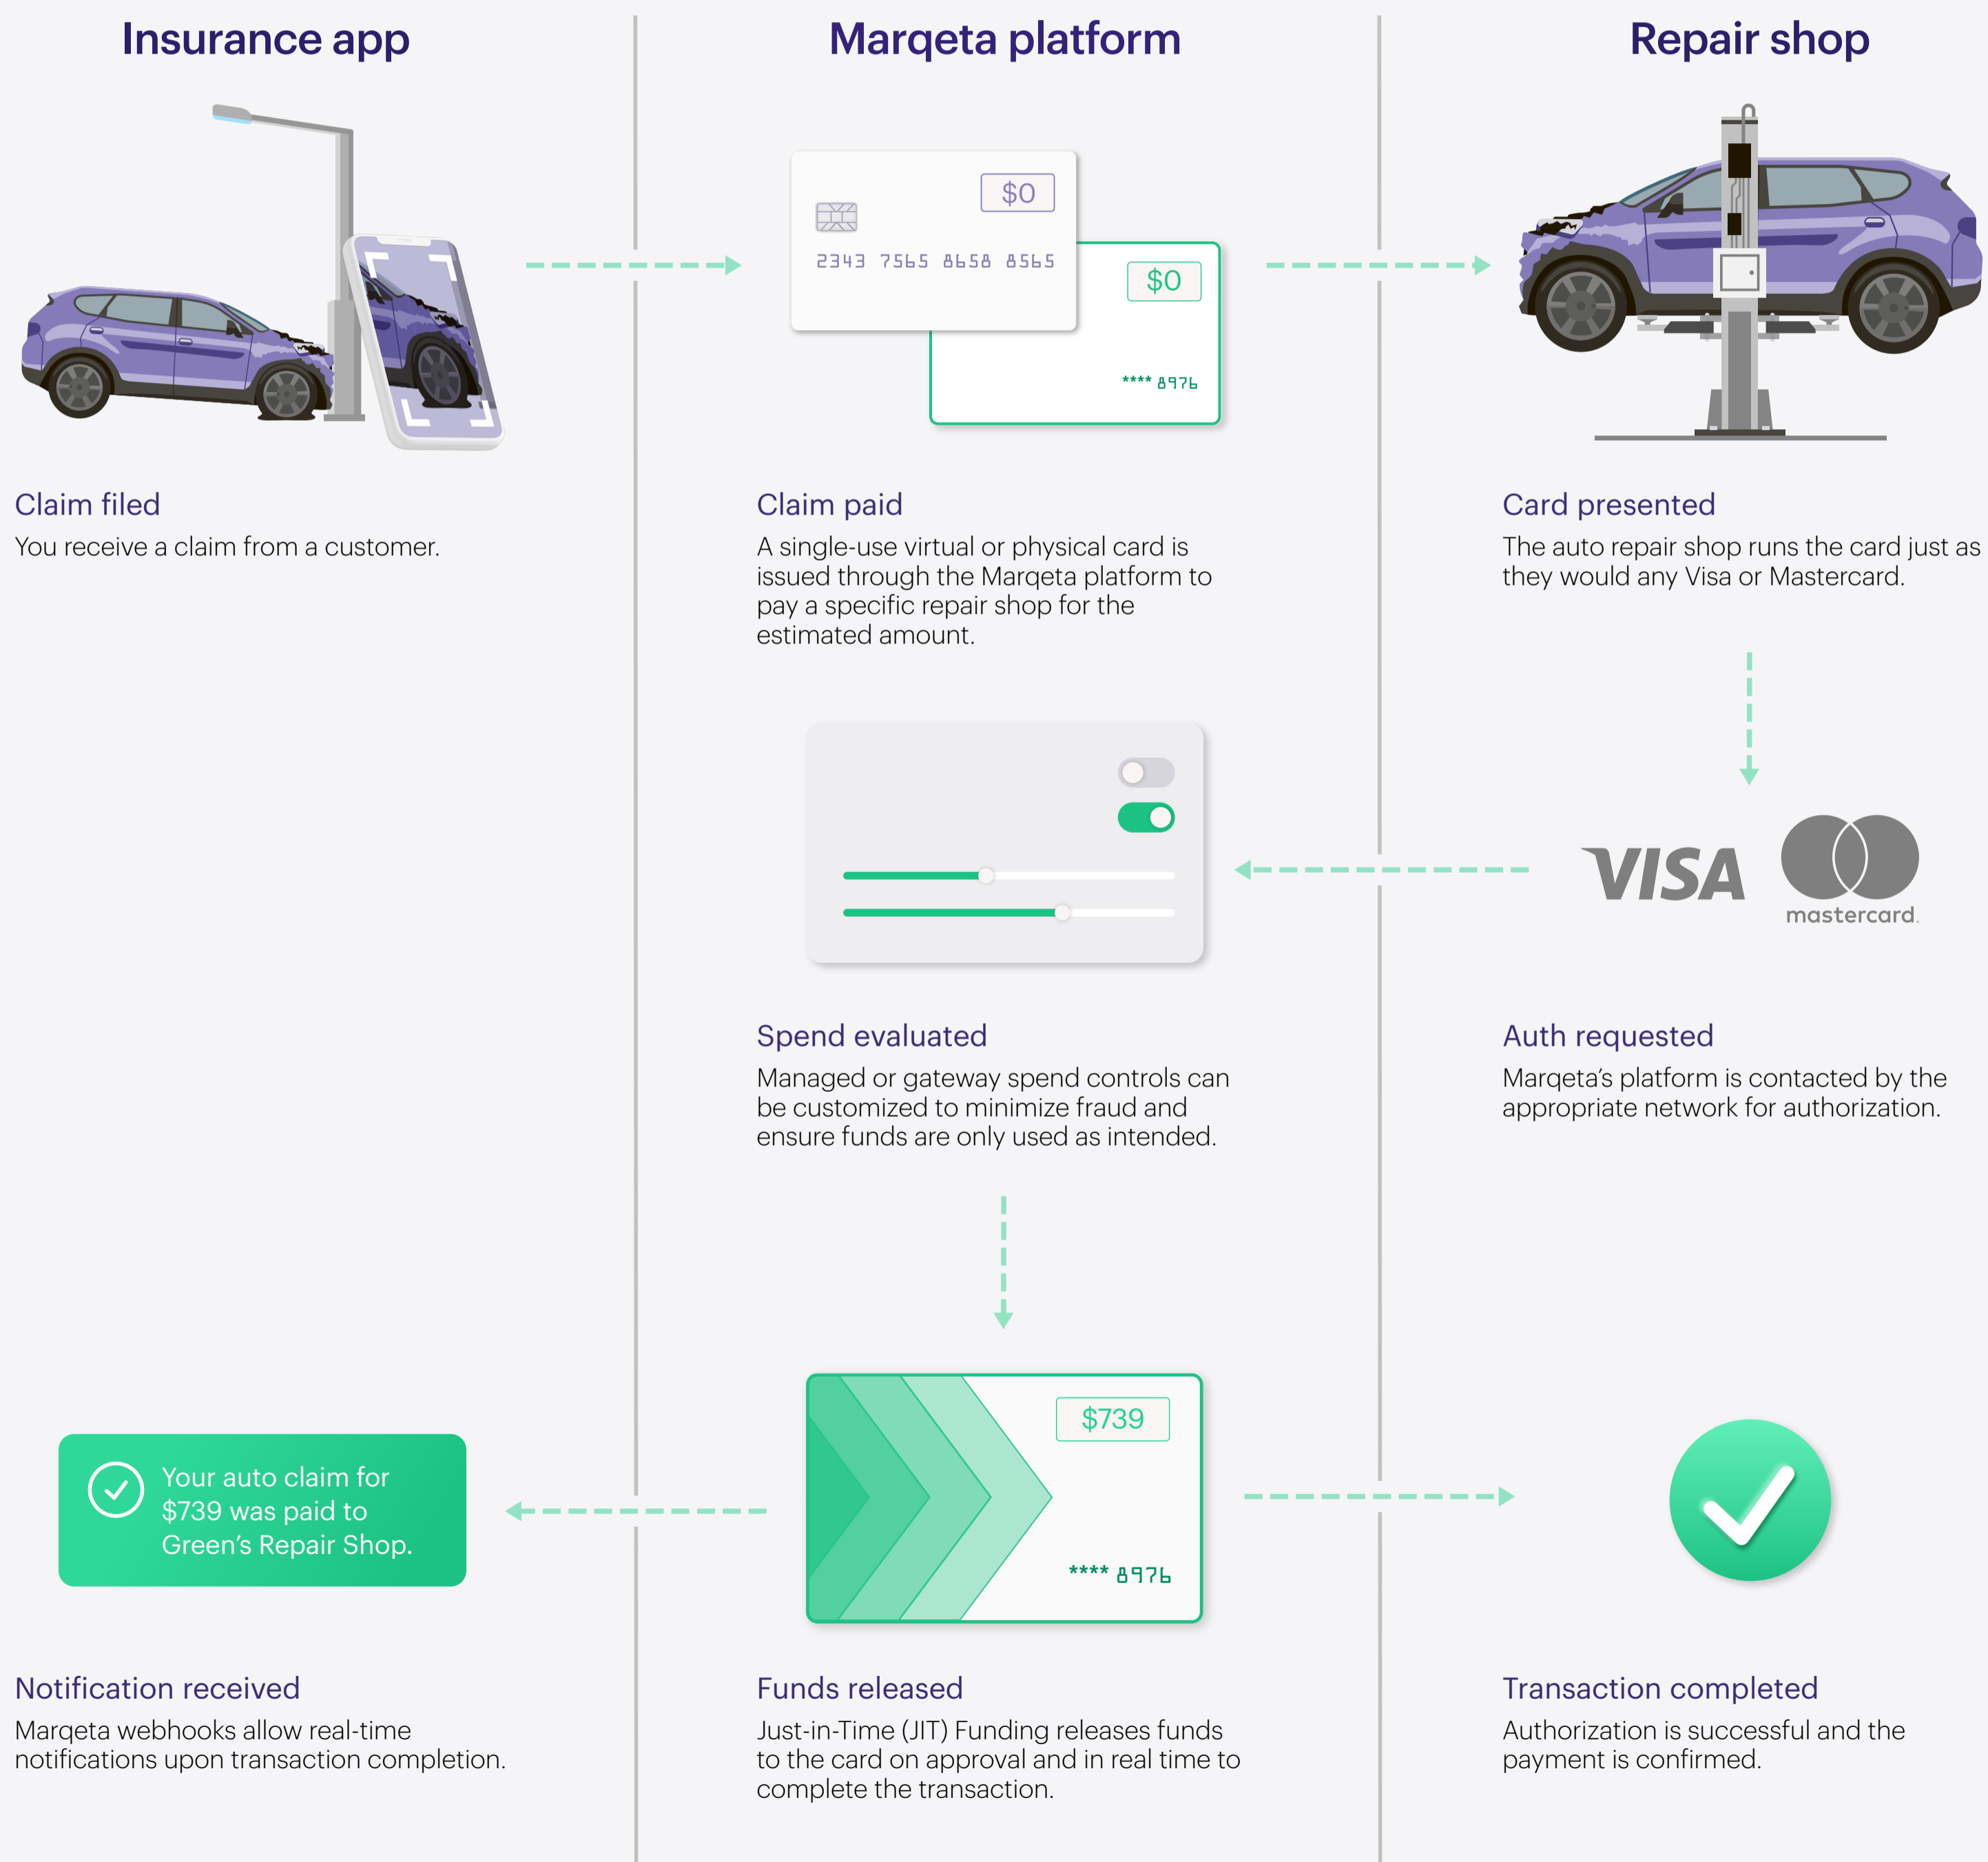 Insurance app
Marqeta platform
Repair shop
$0
2343 7565 8658 8565
$0
**** 8976
Claim filed
You receive a claim from a customer.
Claim paid
A single-use virtual or physical card is
issued through the Marqeta platform to
pay a specific repair shop for the
estimated amount.
Card presented
The auto repair shop runs the card just as
they would any Visa or Mastercard.
VISA
mastercard.
Spend evaluated
Managed or gateway spend controls can
be customized to minimize fraud and
ensure funds are only used as intended.
Auth requested
Marqeta’s platform is contacted by the
appropriate network for authorization.
Your auto claim for
$739 was paid to
Green’s Repair Shop.
$739
**** 8976
Notification received
Marqeta webhooks allow real-time
notifications upon transaction completion.
Funds released
Just-in-Time (JIT) Funding releases funds
to the card on approval and in real time to
complete the transaction.
Transaction completed
Authorization is successful and the
payment is confirmed.